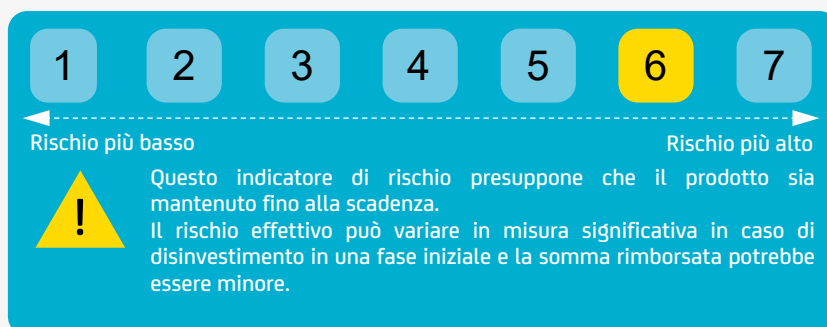 1 2 3 4 5 6 7
Rischio più basso Rischio più alto
Questo indicatore di rischio presuppone che il prodotto sia
mantenuto fino alla scadenza.
!
Il rischio effettivo può variare in misura significativa in caso di
disinvestimento in una fase iniziale e la somma rimborsata potrebbe
essere minore.